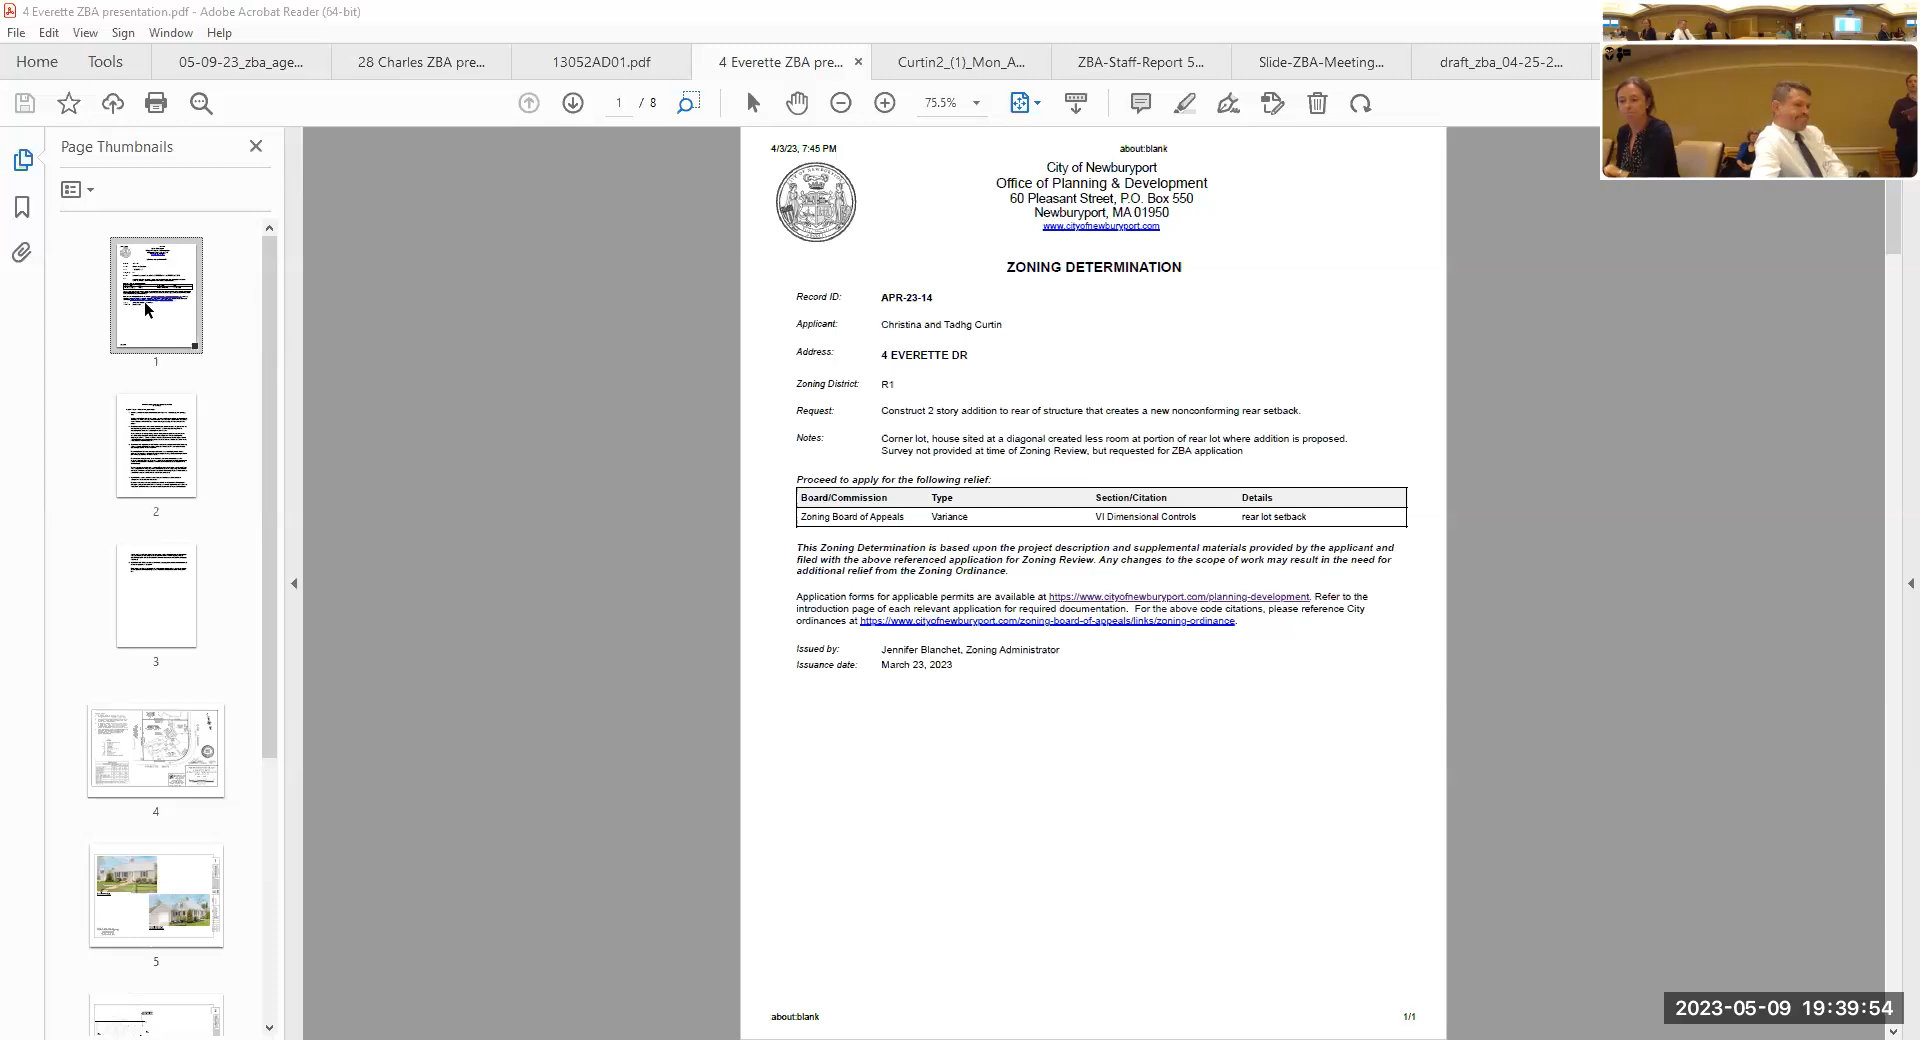 4 Everette ZBA presentation.pdf - Adobe Acrobat Reader (64-bit)
File Edit View Sign Window Help
Home Tools 05-09-23_zba_age... 28 Charles ZBA pre... 13052AD01.pdf 4 Everette ZBA pre... Curtin2_(1)_Mon_A... ZBA-Staff-Report 5... Slide-ZBA-Meeting... draft_zba_04-25-2...
1 / 8 75.5%
Page Thumbnails
1
2
3
4
5
4/3/23, 7:45 PM about:blank
City of Newburyport
Office of Planning & Development
60 Pleasant Street, P.O. Box 550
Newburyport, MA 01950
www.cityofnewburyport.com
ZONING DETERMINATION
Record ID: APR-23-14
Applicant: Christina and Tadhg Curtin
Address: 4 EVERETTE DR
Zoning District: R1
Request: Construct 2 story addition to rear of structure that creates a new nonconforming rear setback.
Notes: Corner lot, house sited at a diagonal created less room at portion of rear lot where addition is proposed.
Survey not provided at time of Zoning Review, but requested for ZBA application
Proceed to apply for the following relief:
Board/Commission Type Section/Citation Details
Zoning Board of Appeals Variance VI Dimensional Controls rear lot setback
This Zoning Determination is based upon the project description and supplemental materials provided by the applicant and
filed with the above referenced application for Zoning Review. Any changes to the scope of work may result in the need for
additional relief from the Zoning Ordinance.
Application forms for applicable permits are available at https://www.cityofnewburyport.com/planning-development. Refer to the
introduction page of each relevant application for required documentation. For the above code citations, please reference City
ordinances at https://www.cityofnewburyport.com/zoning-board-of-appeals/links/zoning-ordinance.
Issued by: Jennifer Blanchet, Zoning Administrator
Issuance date: March 23, 2023
about:blank 1/1
2023-05-09 19:39:54